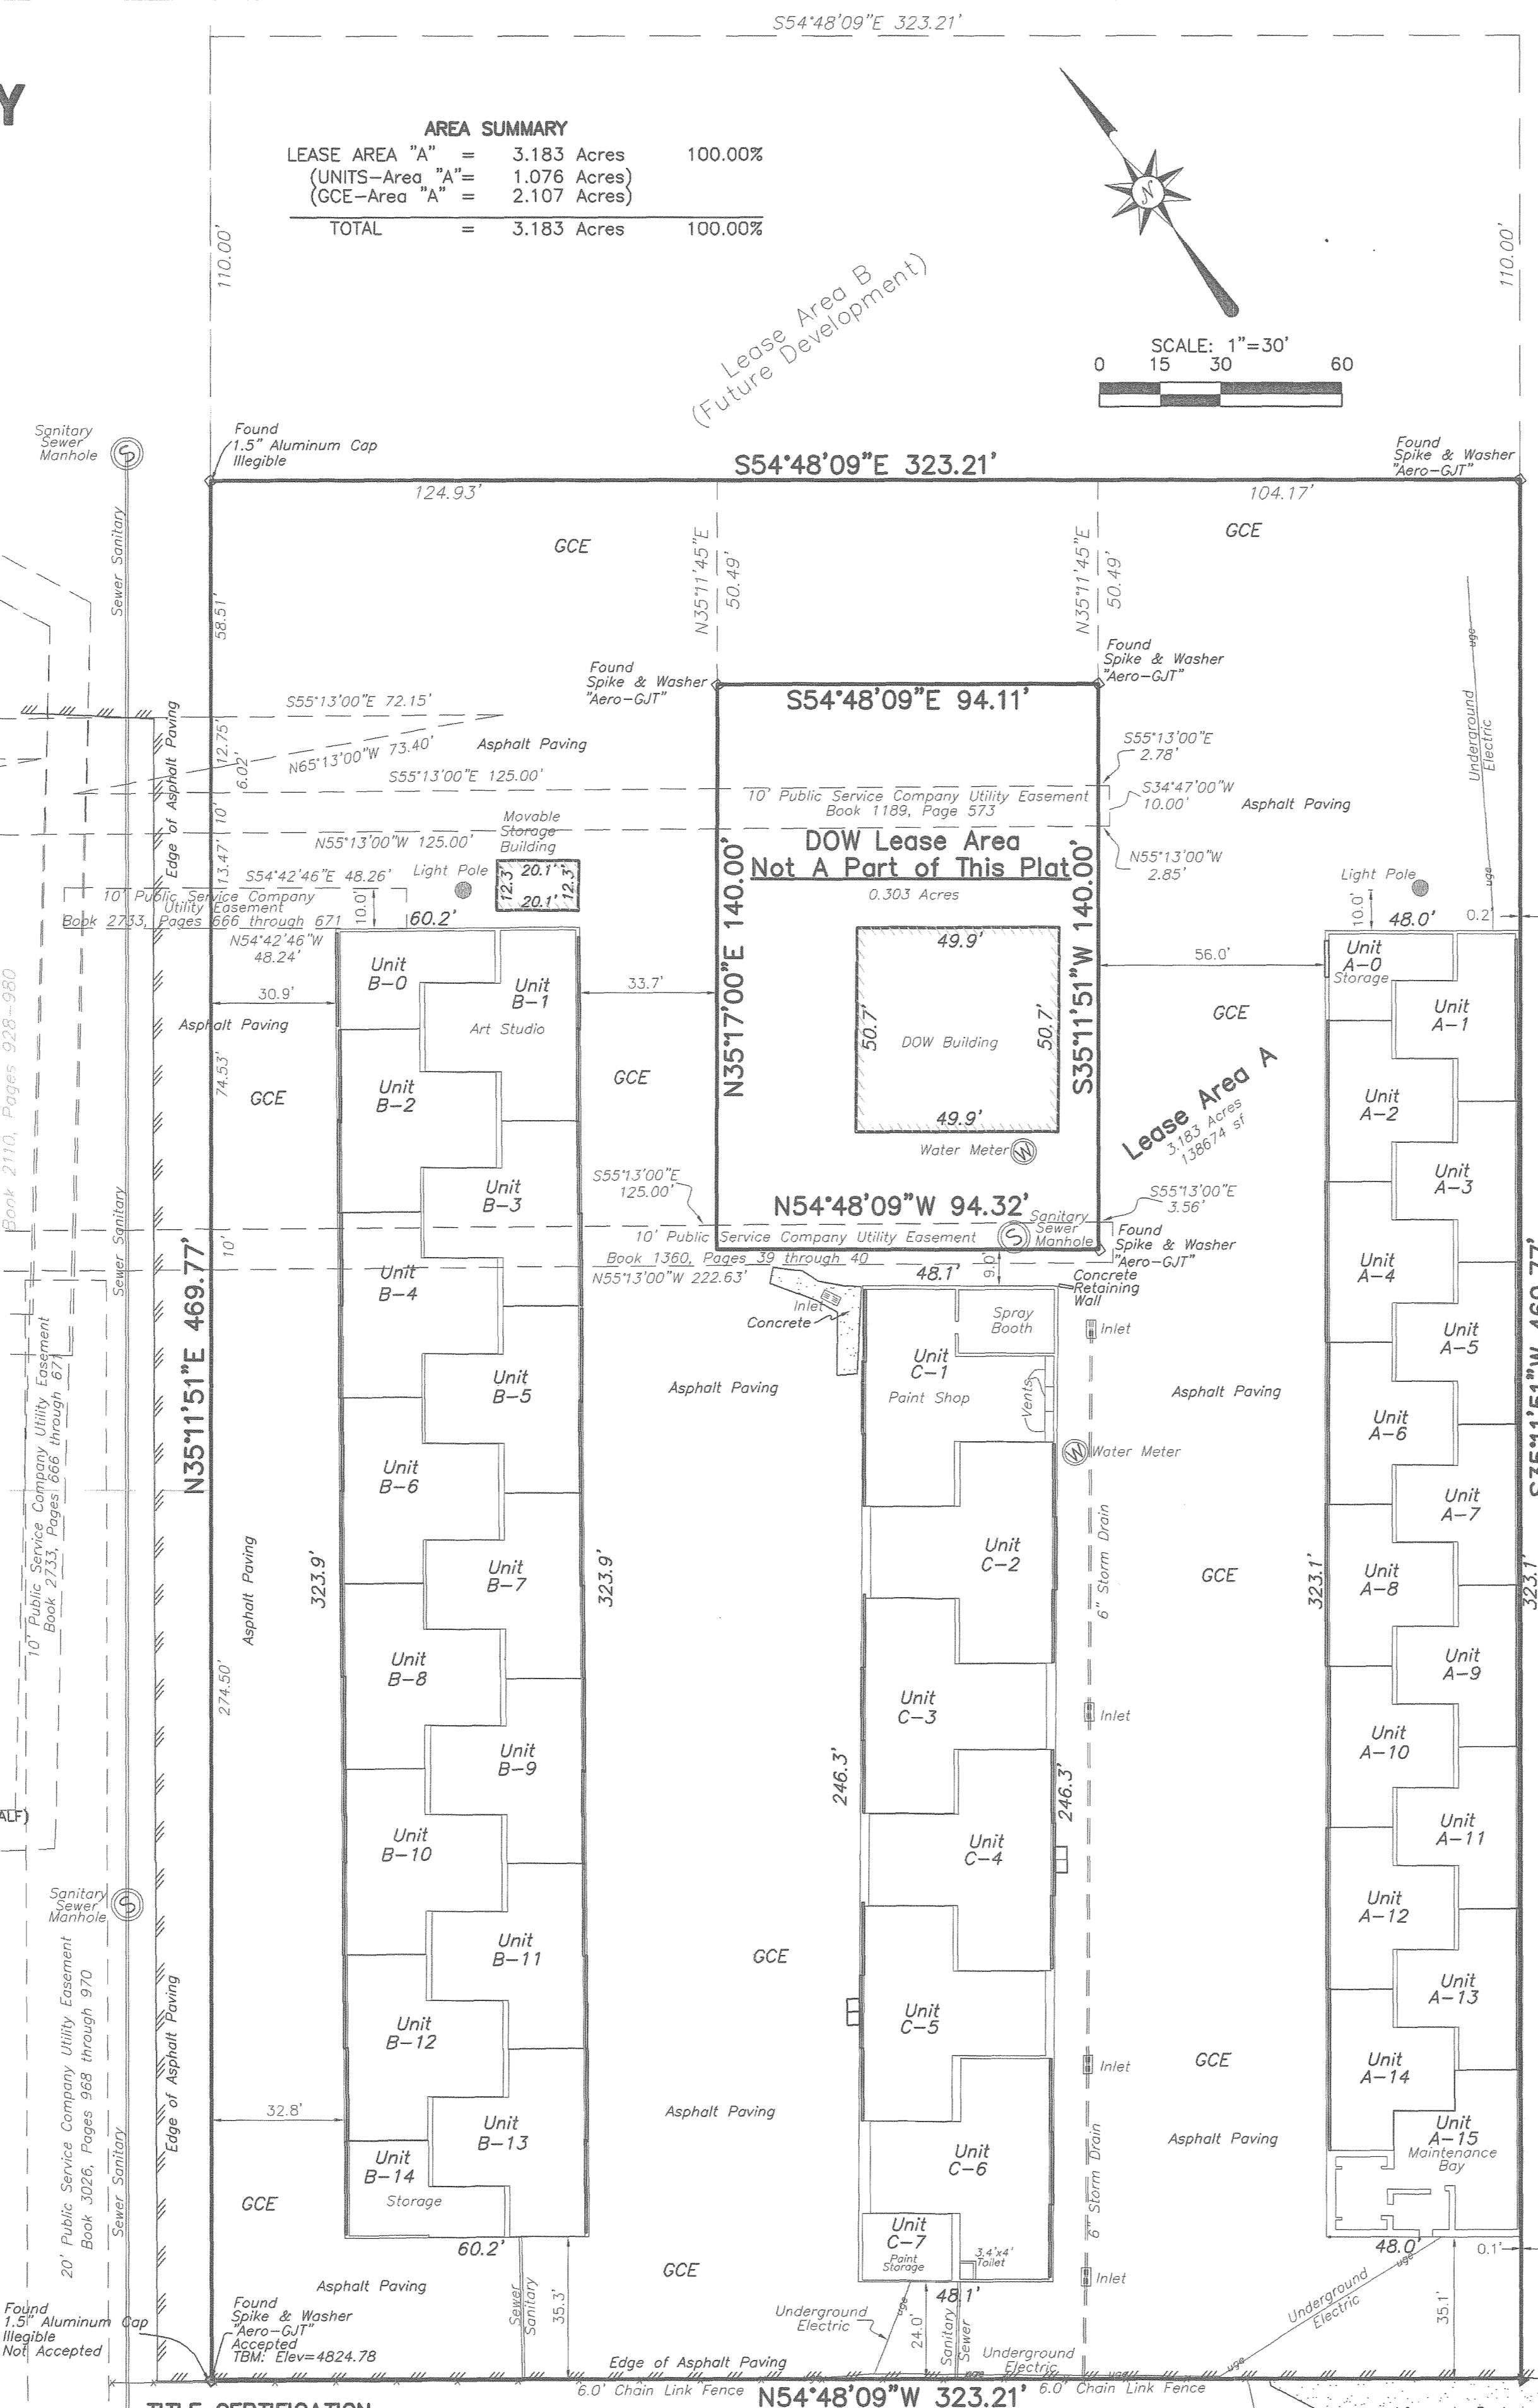 S54°48'09"E 323.21'
Y
AREA SUMMARY
LEASE AREA "A" = 3.183 Acres 100.00%
(UNITS-Area "A"= 1.076 Acres)
(GCE-Area "A" = 2.107 Acres)
TOTAL = 3.183 Acres 100.00%
110.00'
110.00'
N
Lease Area B
(Future Development)
SCALE: 1"=30'
0 15 30 60
Sanitary
Sewer
Manhole
S
Found
1.5" Aluminum Cap
Illegible
S54°48'09"E 323.21'
Found
Spike & Washer
"Aero-GJT"
124.93'
104.17'
GCE
GCE
N35°11'45"E
50.49'
N35°11'45"E
50.49'
Sewer Sanitary
58.51'
uge
Found
Spike & Washer
"Aero-GJT"
Found
Spike & Washer
"Aero-GJT"
S54°48'09"E 94.11'
Underground
Electric
Edge of Asphalt Paving
S55°13'00"E 72.15'
12.75'
6.02'
N65°13'00"W 73.40'
Asphalt Paving
S55°13'00"E 125.00'
S55°13'00"E
2.78'
S34°47'00"W
10.00'
10' Public Service Company Utility Easement
Book 1189, Page 573
Asphalt Paving
10'
Movable
Storage
Building
N55°13'00"W 125.00'
DOW Lease Area
Not A Part of This Plat
0.303 Acres
N55°13'00"W
2.85'
13.47'
S54°42'46"E 48.26'
Light Pole
12.3'
20.1'
12.3'
20.1'
Light Pole
uge
10' Public Service Company
Utility Easement
Book 2733, Pages 666 through 671
10.0'
60.2'
10.0'
48.0'
0.2'
N54°42'46"W
48.24'
Unit
B-0
Unit
B-1
Art Studio
30.9'
33.7'
N35°17'00"E 140.00'
S35°11'51"W 140.00'
49.9'
50.7'
50.7'
DOW Building
49.9'
56.0'
Unit
A-0
Storage
Unit
A-1
GCE
Asphalt Paving
Book 2110, Pages 928-980
74.53'
GCE
Unit
B-2
GCE
Lease Area A
3.183 Acres
138674 sf
Unit
A-2
Water Meter
W
Unit
B-3
S55°13'00"E
125.00'
N54°48'09"W 94.32'
S55°13'00"E
3.56'
Unit
A-3
Sewer Sanitary
10'
10' Public Service Company Utility Easement
Book 1360, Pages 39 through 40
N55°13'00"W 222.63'
Sanitary
Sewer
Manhole
S
Found
Spike & Washer
"Aero-GJT"
N35°11'51"E 469.77'
Unit
B-4
48.1'
9.0'
Concrete
Retaining
Wall
Unit
A-4
S35°11'51"W 469.77'
Inlet
Concrete
Spray
Booth
Inlet
Unit
A-5
10' Public Service Company Utility Easement
Book 2733, Pages 666 through 671
Unit
B-5
Asphalt Paving
Unit
C-1
Paint Shop
Vents
Asphalt Paving
Unit
A-6
Water Meter
W
Unit
B-6
Unit
A-7
Asphalt Paving
Unit
C-2
6" Storm Drain
323.9'
Unit
B-7
323.9'
GCE
323.1'
Unit
A-8
323.1'
274.50'
Unit
B-8
Unit
C-3
Inlet
Unit
A-9
Unit
B-9
246.3'
246.3'
Unit
A-10
ALF)
Unit
B-10
Unit
C-4
Unit
A-11
Sanitary
Sewer
Manhole
S
Unit
A-12
Unit
B-11
GCE
20' Public Service Company Utility Easement
Book 3026, Pages 968 through 970
Edge of Asphalt Paving
Unit
B-12
Unit
C-5
Inlet
GCE
Unit
A-13
Unit
A-14
32.8'
Asphalt Paving
Asphalt Paving
Unit
B-13
Unit
C-6
6" Storm Drain
Unit
A-15
Maintenance
Bay
Sewer Sanitary
Unit
B-14
Storage
GCE
60.2'
Unit
C-7
Paint
Storage
3.4'x4'
Toilet
48.0'
0.1'
GCE
Inlet
uge
Asphalt Paving
48.1'
Sewer
Sanitary
35.3'
Underground
Electric
uge
24.0'
Sanitary
Sewer
Underground
Electric
35.1'
Found
1.5" Aluminum Cap
Illegible
Not Accepted
Found
Spike & Washer
"Aero-GJT"
Accepted
TBM: Elev=4824.78
Edge of Asphalt Paving
Underground
Electric
uge
uge
6.0' Chain Link Fence
N54°48'09"W 323.21'
6.0' Chain Link Fence
TITLE CERTIFICATION